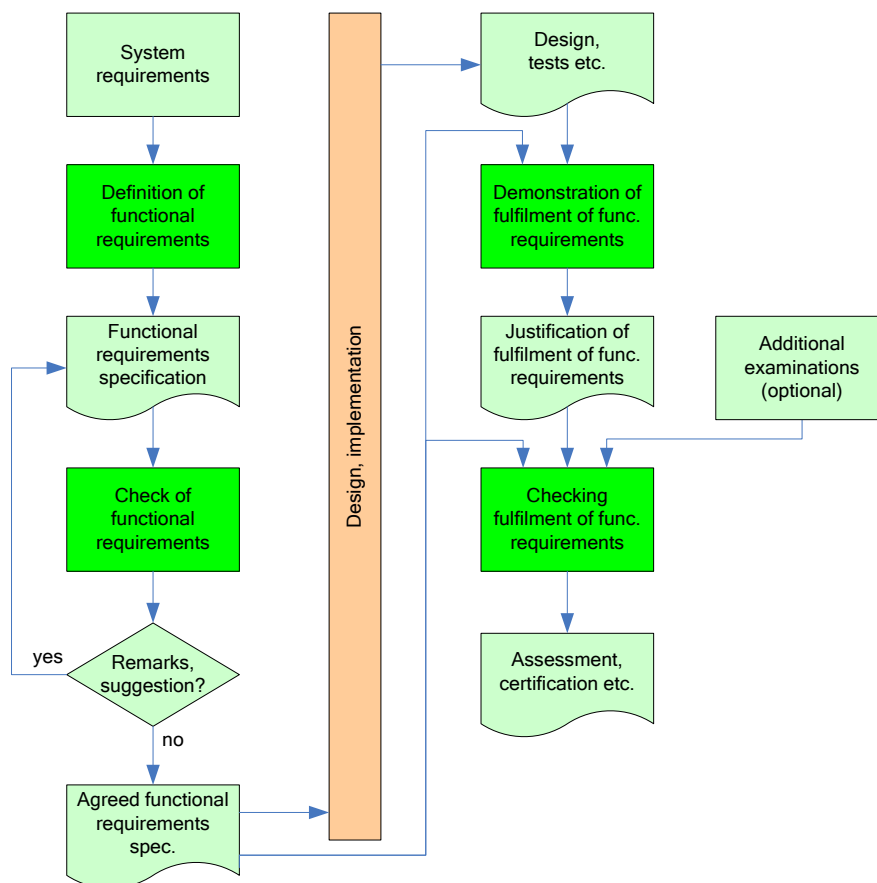 System
requirements
Definition of
functional
requirements
Functional
requirements
specification
Check of
functional
requirements
yes
Remarks,
suggestion?
no
Agreed functional
requirements
spec.
Design, implementation
Design,
tests etc.
Demonstration of
fulfilment of func.
requirements
Justification of
fulfilment of func.
requirements
Additional
examinations
(optional)
Checking
fulfilment of func.
requirements
Assessment,
certification etc.